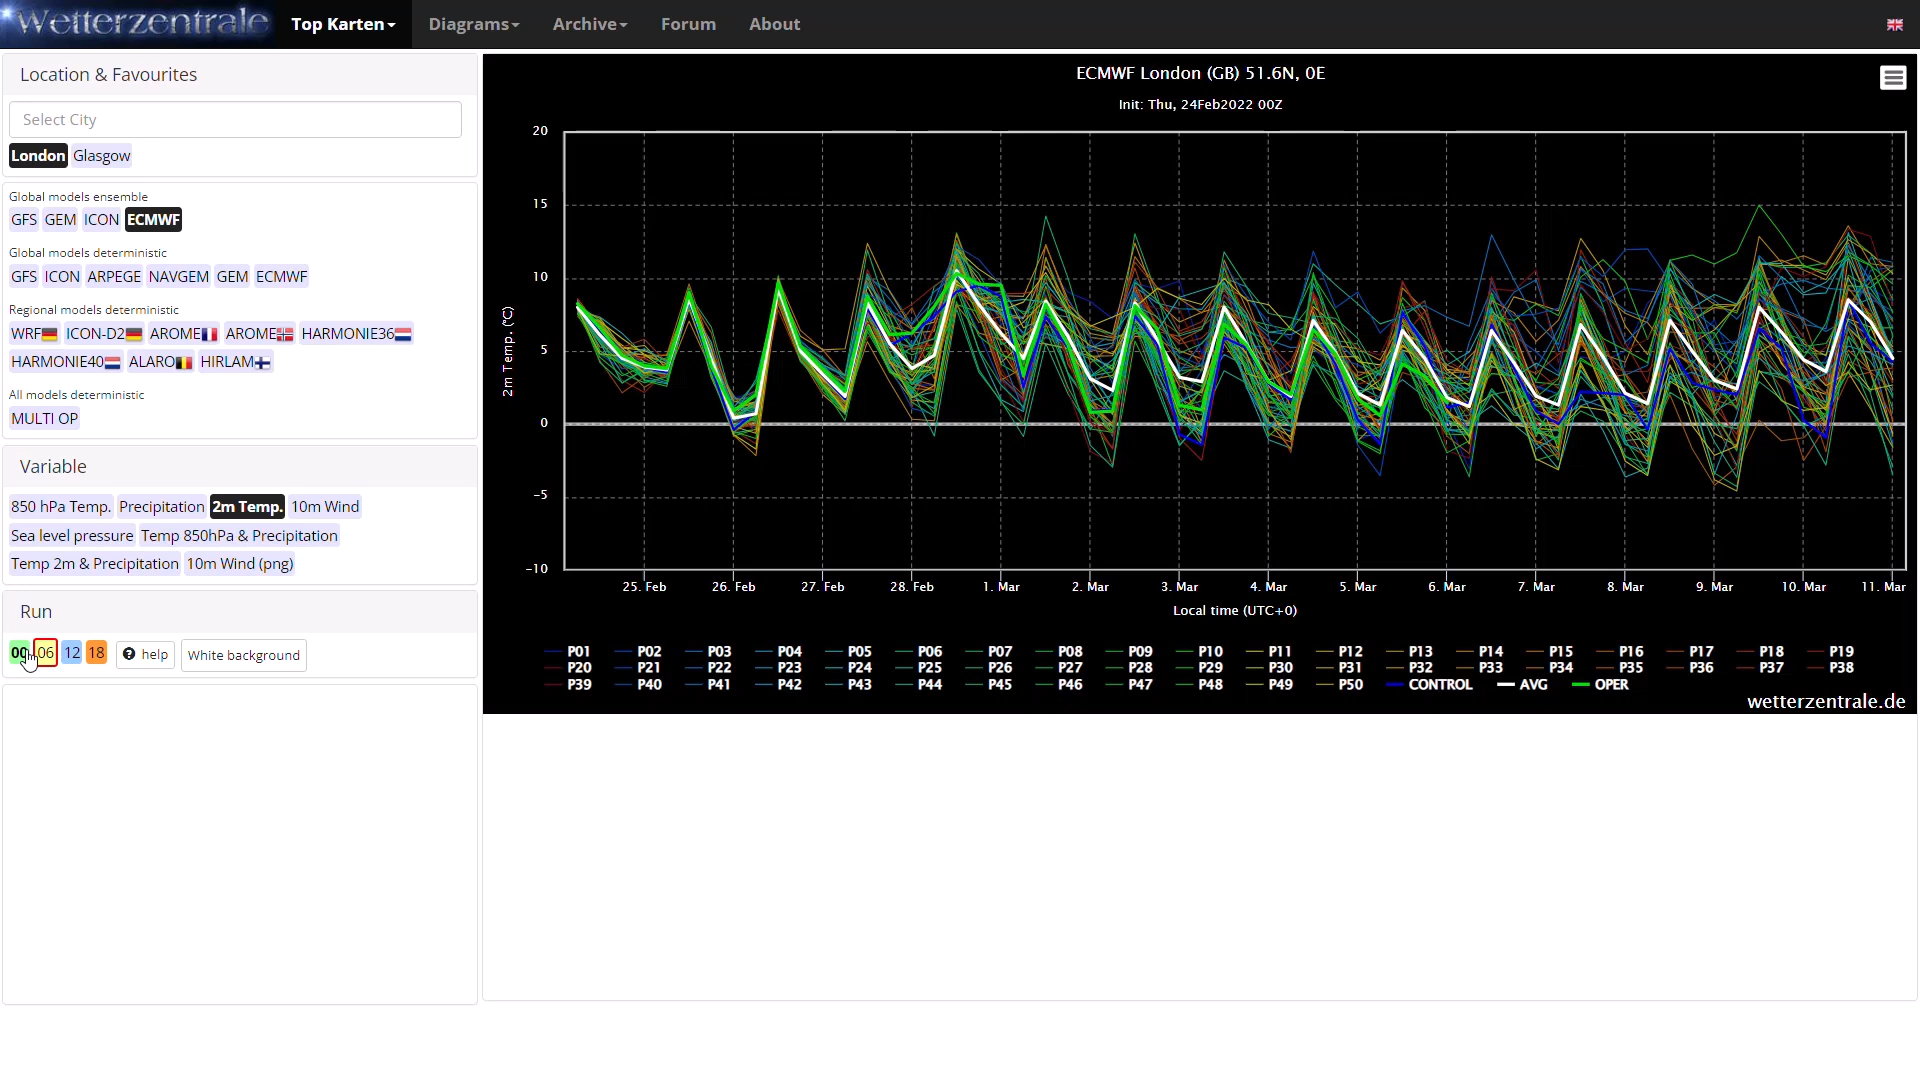 Wetterzentrale Top Karten Diagrams Archive Forum About
Location & Favourites
Select City
London Glasgow
Global models ensemble
GFS GEM ICON ECMWF
Global models deterministic
GFS ICON ARPEGE NAVGEM GEM ECMWF
Regional models deterministic
WRF ICON-D2 AROME AROME HARMONIE36
HARMONIE40 ALARO HIRLAM
All models deterministic
MULTI OP
Variable
850 hPa Temp. Precipitation 2m Temp. 10m Wind
Sea level pressure Temp 850hPa & Precipitation
Temp 2m & Precipitation 10m Wind (png)
Run
00 06 12 18 help White background
ECMWF London (GB) 51.6N, 0E
Init: Thu, 24Feb2022 00Z
2m Temp. (°C)
20
15
10
5
0
-5
-10
25. Feb 26. Feb 27. Feb 28. Feb 1. Mar 2. Mar 3. Mar 4. Mar 5. Mar 6. Mar 7. Mar 8. Mar 9. Mar 10. Mar 11. Mar
Local time (UTC+0)
P01 P02 P03 P04 P05 P06 P07 P08 P09 P10 P11 P12 P13 P14 P15 P16 P17 P18 P19
P20 P21 P22 P23 P24 P25 P26 P27 P28 P29 P30 P31 P32 P33 P34 P35 P36 P37 P38
P39 P40 P41 P42 P43 P44 P45 P46 P47 P48 P49 P50 CONTROL AVG OPER
wetterzentrale.de